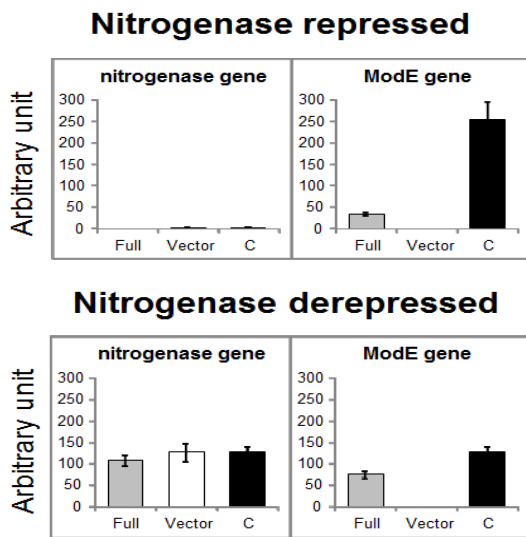 Nitrogenase repressed
Arbitrary unit
nitrogenase gene
300
250
200
150
100
50
0
Full Vector C
ModE gene
300
250
200
150
100
50
0
Full Vector C
Nitrogenase derepressed
Arbitrary unit
nitrogenase gene
300
250
200
150
100
50
0
Full Vector C
ModE gene
300
250
200
150
100
50
0
Full Vector C